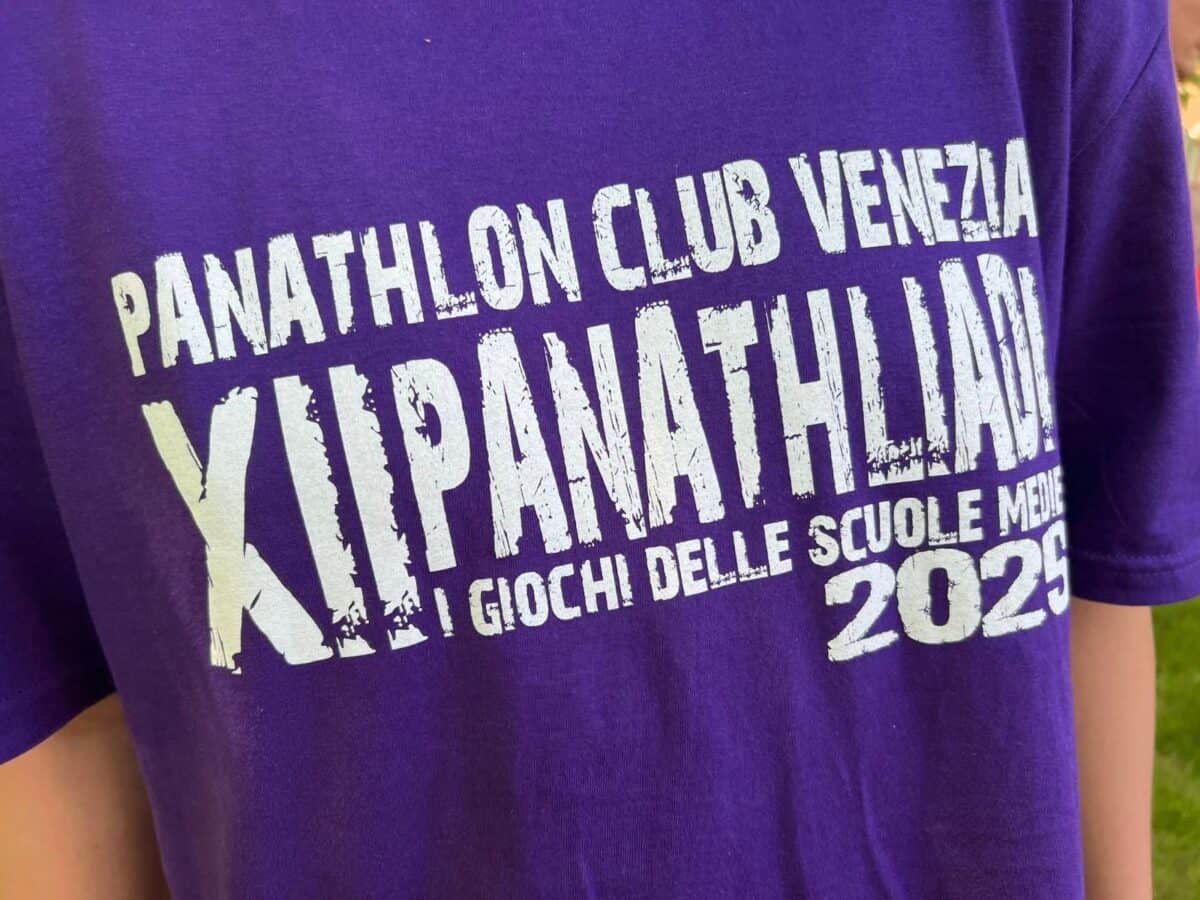 PANATHLON CLUB VENEZIA
XII PANATHLIADI
I GIOCHI DELLE SCUOLE MEDIE
2025